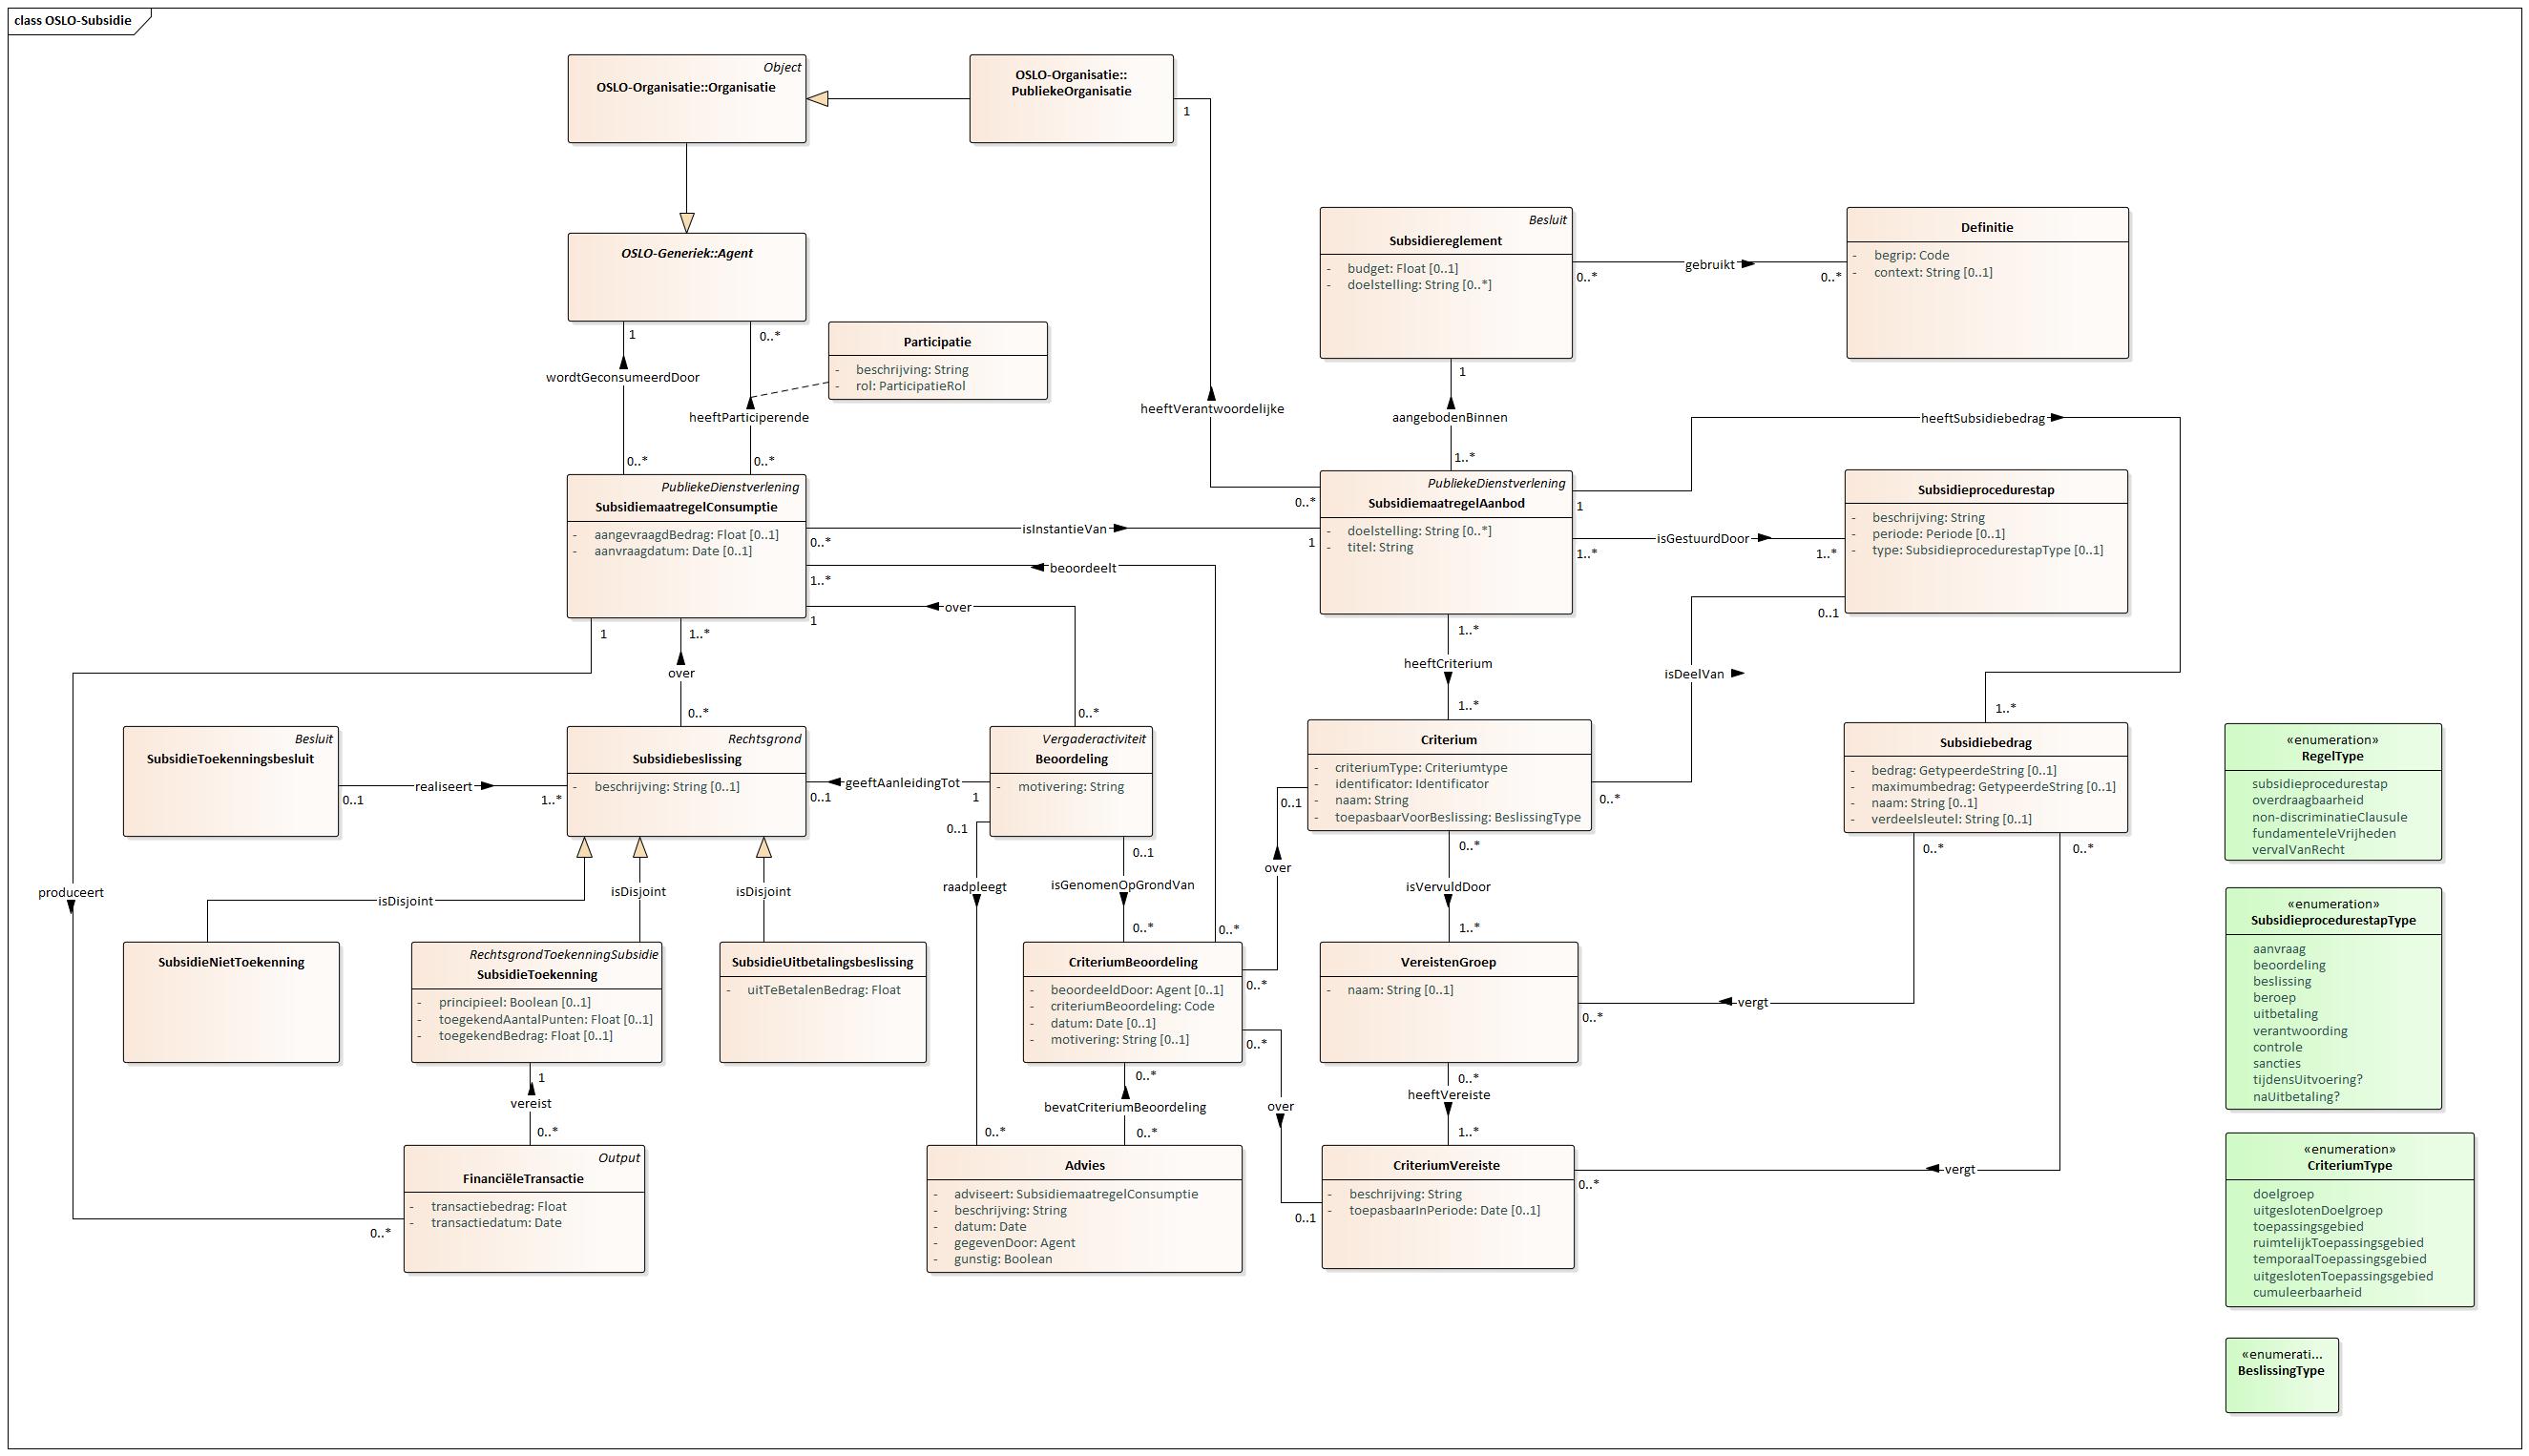 class OSLO-Subsidie
Object
OSLO-Organisatie::Organisatie
OSLO-Organisatie::
PubliekeOrganisatie
1
OSLO-Generiek::Agent
1
0..*
wordtGeconsumeerdDoor
heeftParticiperende
0..*
0..*
Participatie
- beschrijving: String
- rol: ParticipatieRol
heeftVerantwoordelijke
0..*
Besluit
Subsidiereglement
- budget: Float [0..1]
- doelstelling: String [0..*]
0..*
gebruikt
0..*
Definitie
- begrip: Code
- context: String [0..1]
1
aangebodenBinnen
1..*
heeftSubsidiebedrag
PubliekeDienstverlening
SubsidiemaatregelConsumptie
- aangevraagdBedrag: Float [0..1]
- aanvraagdatum: Date [0..1]
isInstantieVan
0..*
1
PubliekeDienstverlening
SubsidiemaatregelAanbod
- doelstelling: String [0..*]
- titel: String
1
isGestuurdDoor
1..*
1..*
Subsidieprocedurestap
- beschrijving: String
- periode: Periode [0..1]
- type: SubsidieprocedurestapType [0..1]
beoordeelt
1..*
over
1
0..1
1
1..*
1..*
over
heeftCriterium
isDeelVan
0..*
0..*
1..*
1..*
Besluit
SubsidieToekenningsbesluit
realiseert
0..1
1..*
Rechtsgrond
Subsidiebeslissing
- beschrijving: String [0..1]
geeftAanleidingTot
0..1
1
Vergaderactiviteit
Beoordeling
- motivering: String
Criterium
- criteriumType: Criteriumtype
- identificator: Identificator
- naam: String
- toepasbaarVoorBeslissing: BeslissingType
0..1
0..*
Subsidiebedrag
- bedrag: GetypeerdeString [0..1]
- maximumbedrag: GetypeerdeString [0..1]
- naam: String [0..1]
- verdeelsleutel: String [0..1]
«enumeration»
RegelType
subsidieprocedurestap
overdraagbaarheid
non-discriminatieClausule
fundamenteleVrijheden
vervalVanRecht
0..1
0..1
0..*
0..*
0..*
produceert
isDisjoint
isDisjoint
isDisjoint
raadpleegt
isGenomenOpGrondVan
over
isVervuldDoor
0..*
0..*
1..*
SubsidieNietToekenning
RechtsgrondToekenningSubsidie
SubsidieToekenning
- principieel: Boolean [0..1]
- toegekendAantalPunten: Float [0..1]
- toegekendBedrag: Float [0..1]
SubsidieUitbetalingsbeslissing
- uitTeBetalenBedrag: Float
CriteriumBeoordeling
- beoordeeldDoor: Agent [0..1]
- criteriumBeoordeling: Code
- datum: Date [0..1]
- motivering: String [0..1]
0..*
0..*
VereistenGroep
- naam: String [0..1]
vergt
0..*
«enumeration»
SubsidieprocedurestapType
aanvraag
beoordeling
beslissing
beroep
uitbetaling
verantwoording
controle
sancties
tijdensUitvoering?
naUitbetaling?
1
vereist
0..*
0..*
bevatCriteriumBeoordeling
0..*
0..*
over
0..*
heeftVereiste
1..*
Output
FinanciëleTransactie
- transactiebedrag: Float
- transactiedatum: Date
0..*
Advies
- adviseert: SubsidiemaatregelConsumptie
- beschrijving: String
- datum: Date
- gegevenDoor: Agent
- gunstig: Boolean
0..1
CriteriumVereiste
- beschrijving: String
- toepasbaarInPeriode: Date [0..1]
vergt
0..*
«enumeration»
CriteriumType
doelgroep
uitgeslotenDoelgroep
toepassingsgebied
ruimtelijkToepassingsgebied
temporaalToepassingsgebied
uitgeslotenToepassingsgebied
cumuleerbaarheid
«enumerati...
BeslissingType